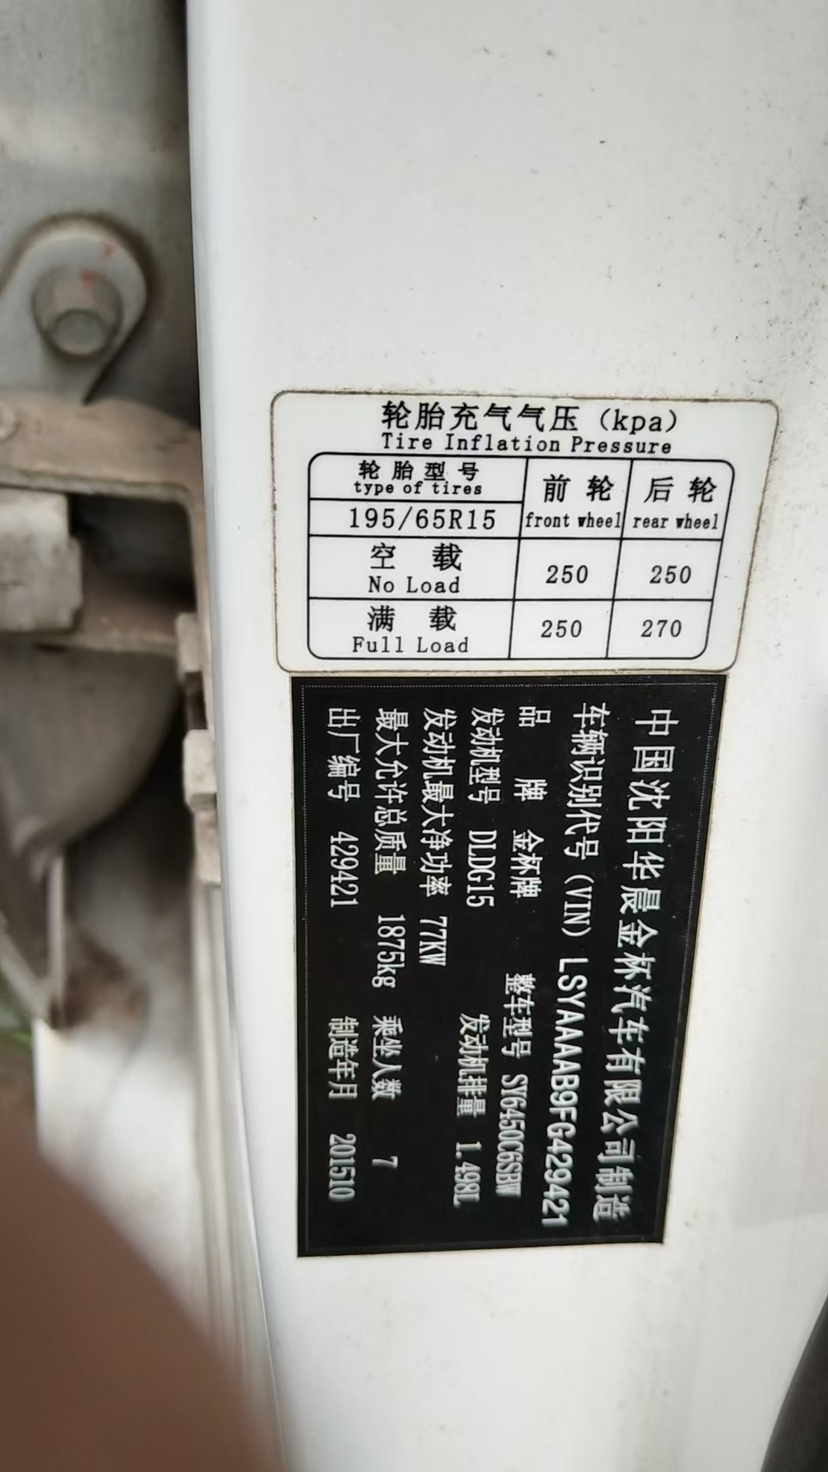 轮胎充气气压（kpa）
Tire Inflation Pressure
轮胎型号 前轮 后轮
type of tires front wheel rear wheel
195/65R15
空载 250 250
No Load
满载 250 270
Full Load
中国沈阳华晨金杯汽车有限公司制造
车辆识别代号(VIN) LSYAAAAB9FG429421
品牌 金杯牌 整车型号 SY6450C6SBW
发动机型号 DLDG15 发动机排量 1.498L
发动机最大净功率 77KW
最大允许总质量 1875kg 乘坐人数 7
出厂编号 429421 制造年月 201510